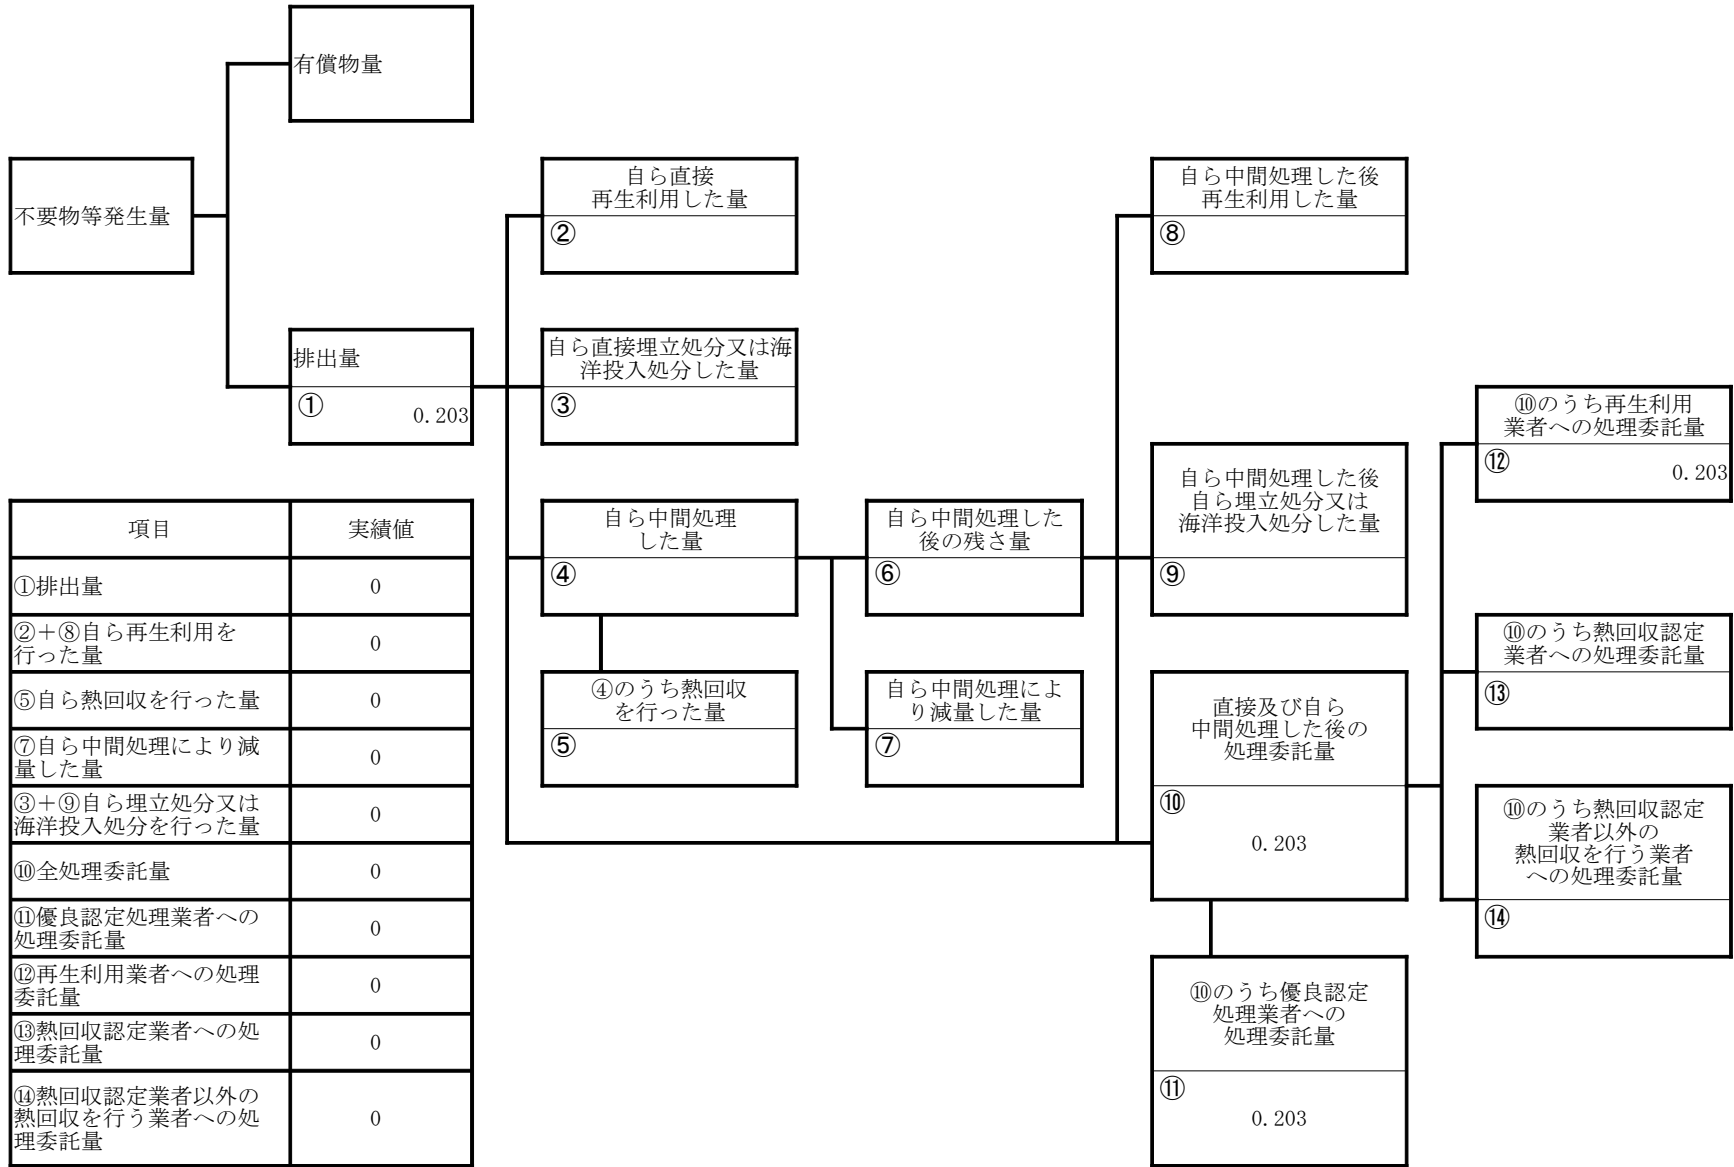 有償物量
不要物等発生量
排出量
①
0.203
自ら直接
再生利用した量
②
自ら直接埋立処分又は海
洋投入処分した量
③
自ら中間処理
した量
④
④のうち熱回収
を行った量
⑤
自ら中間処理した
後の残さ量
⑥
自ら中間処理によ
り減量した量
⑦
自ら中間処理した後
再生利用した量
⑧
自ら中間処理した後
自ら埋立処分又は
海洋投入処分した量
⑨
直接及び自ら
中間処理した後の
処理委託量
⑩
0.203
⑩のうち優良認定
処理業者への
処理委託量
⑪
0.203
⑩のうち再生利用
業者への処理委託量
⑫
0.203
⑩のうち熱回収認定
業者への処理委託量
⑬
⑩のうち熱回収認定
業者以外の
熱回収を行う業者
への処理委託量
⑭
項目 実績値
①排出量 0
②＋⑧自ら再生利用を
行った量 0
⑤自ら熱回収を行った量 0
⑦自ら中間処理により減
量した量 0
③＋⑨自ら埋立処分又は
海洋投入処分を行った量 0
⑩全処理委託量 0
⑪優良認定処理業者への
処理委託量 0
⑫再生利用業者への処理
委託量 0
⑬熱回収認定業者への処
理委託量 0
⑭熱回収認定業者以外の
熱回収を行う業者への処
理委託量 0